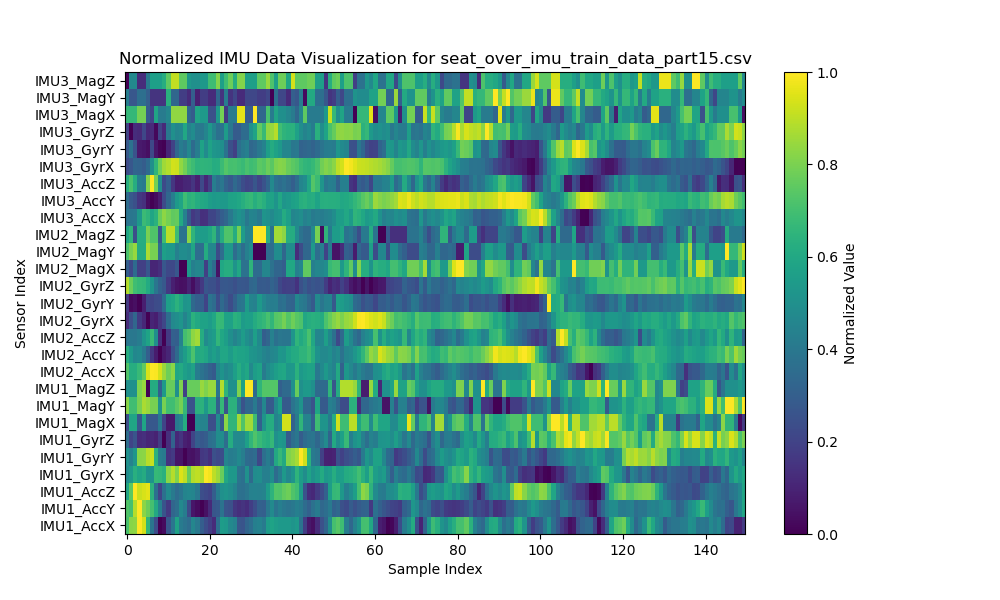 Normalized IMU Data Visualization for seat_over_imu_train_data_part15.csv
IMU3_MagZ
IMU3_MagY
IMU3_MagX
IMU3_GyrZ
IMU3_GyrY
IMU3_GyrX
IMU3_AccZ
IMU3_AccY
IMU3_AccX
IMU2_MagZ
IMU2_MagY
IMU2_MagX
IMU2_GyrZ
IMU2_GyrY
IMU2_GyrX
IMU2_AccZ
IMU2_AccY
IMU2_AccX
IMU1_MagZ
IMU1_MagY
IMU1_MagX
IMU1_GyrZ
IMU1_GyrY
IMU1_GyrX
IMU1_AccZ
IMU1_AccY
IMU1_AccX
Sensor Index
0 20 40 60 80 100 120 140
Sample Index
1.0
0.8
0.6
0.4
0.2
0.0
Normalized Value